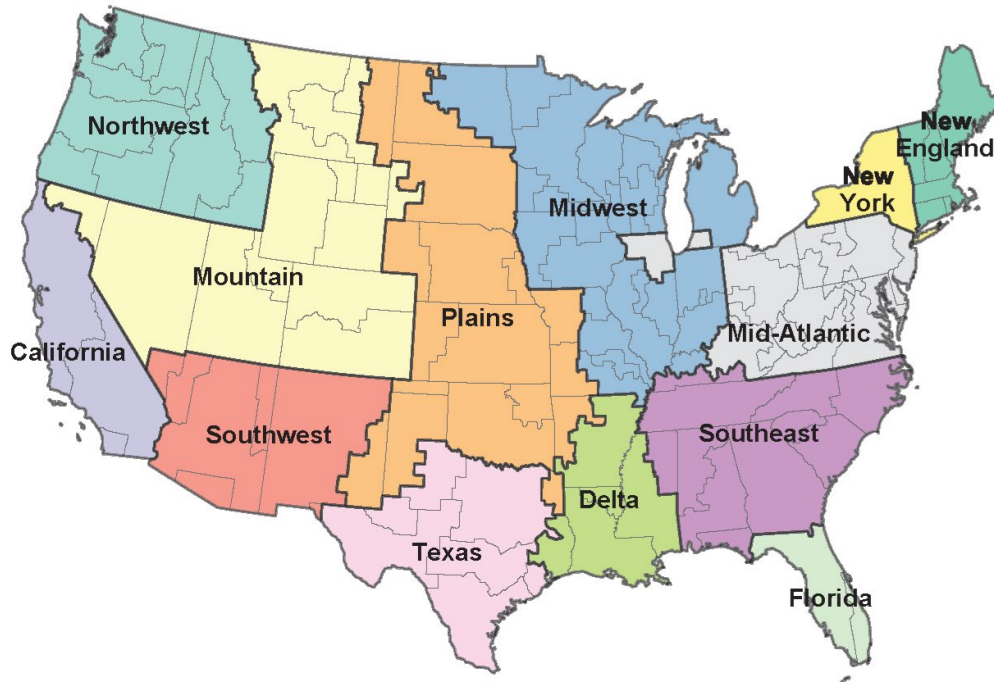 Northwest
New
England
New
York
Midwest
Mountain
Plains
Mid-Atlantic
California
Southwest
Southeast
Delta
Texas
Florida